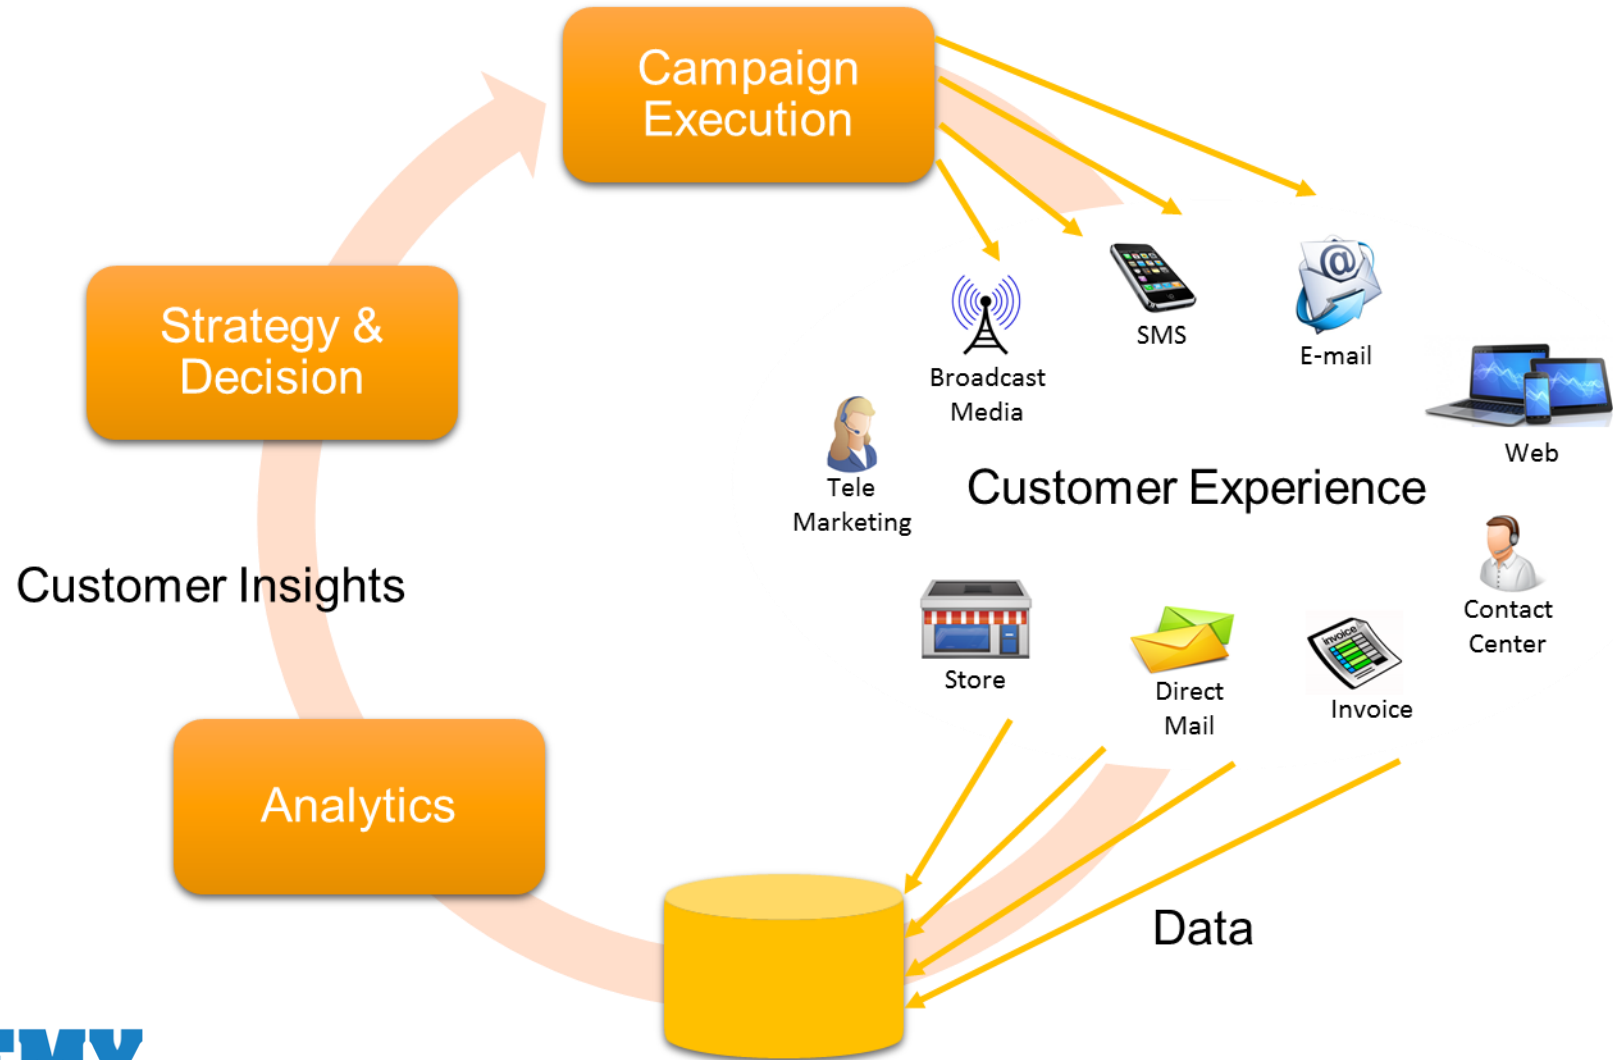 Campaign
Execution
Strategy &
Decision
SMS
E-mail
Broadcast
Media
Web
Tele
Marketing
Customer Experience
Customer Insights
Contact
Center
Store
Direct
Mail
invoice
Invoice
Analytics
Data